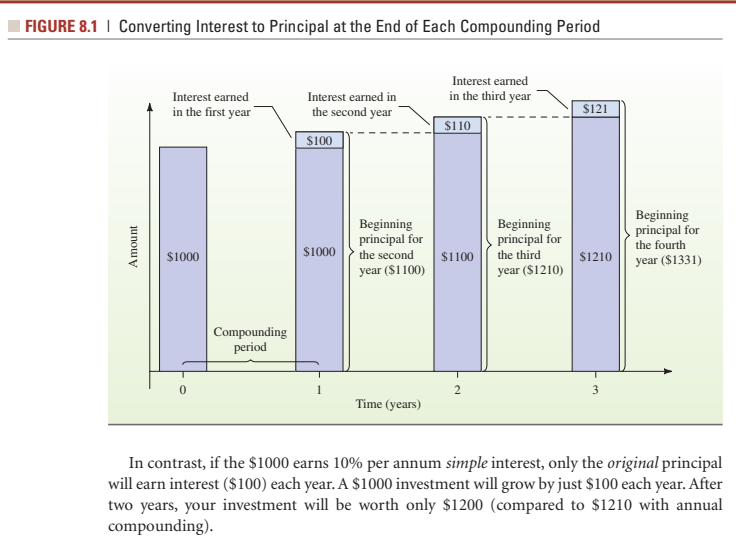 FIGURE 8.1 | Converting Interest to Principal at the End of Each Compounding Period
Interest earned
in the first year
Interest earned in
the second year
Interest earned
in the third year
$100
$110
$121
Amount
$1000
$1000
Beginning
principal for
the second
year ($1100)
$1100
Beginning
principal for
the third
year ($1210)
$1210
Beginning
principal for
the fourth
year ($1331)
Compounding
period
0
1
2
3
Time (years)
In contrast, if the $1000 earns 10% per annum simple interest, only the original principal
will earn interest ($100) each year. A $1000 investment will grow by just $100 each year. After
two years, your investment will be worth only $1200 (compared to $1210 with annual
compounding).